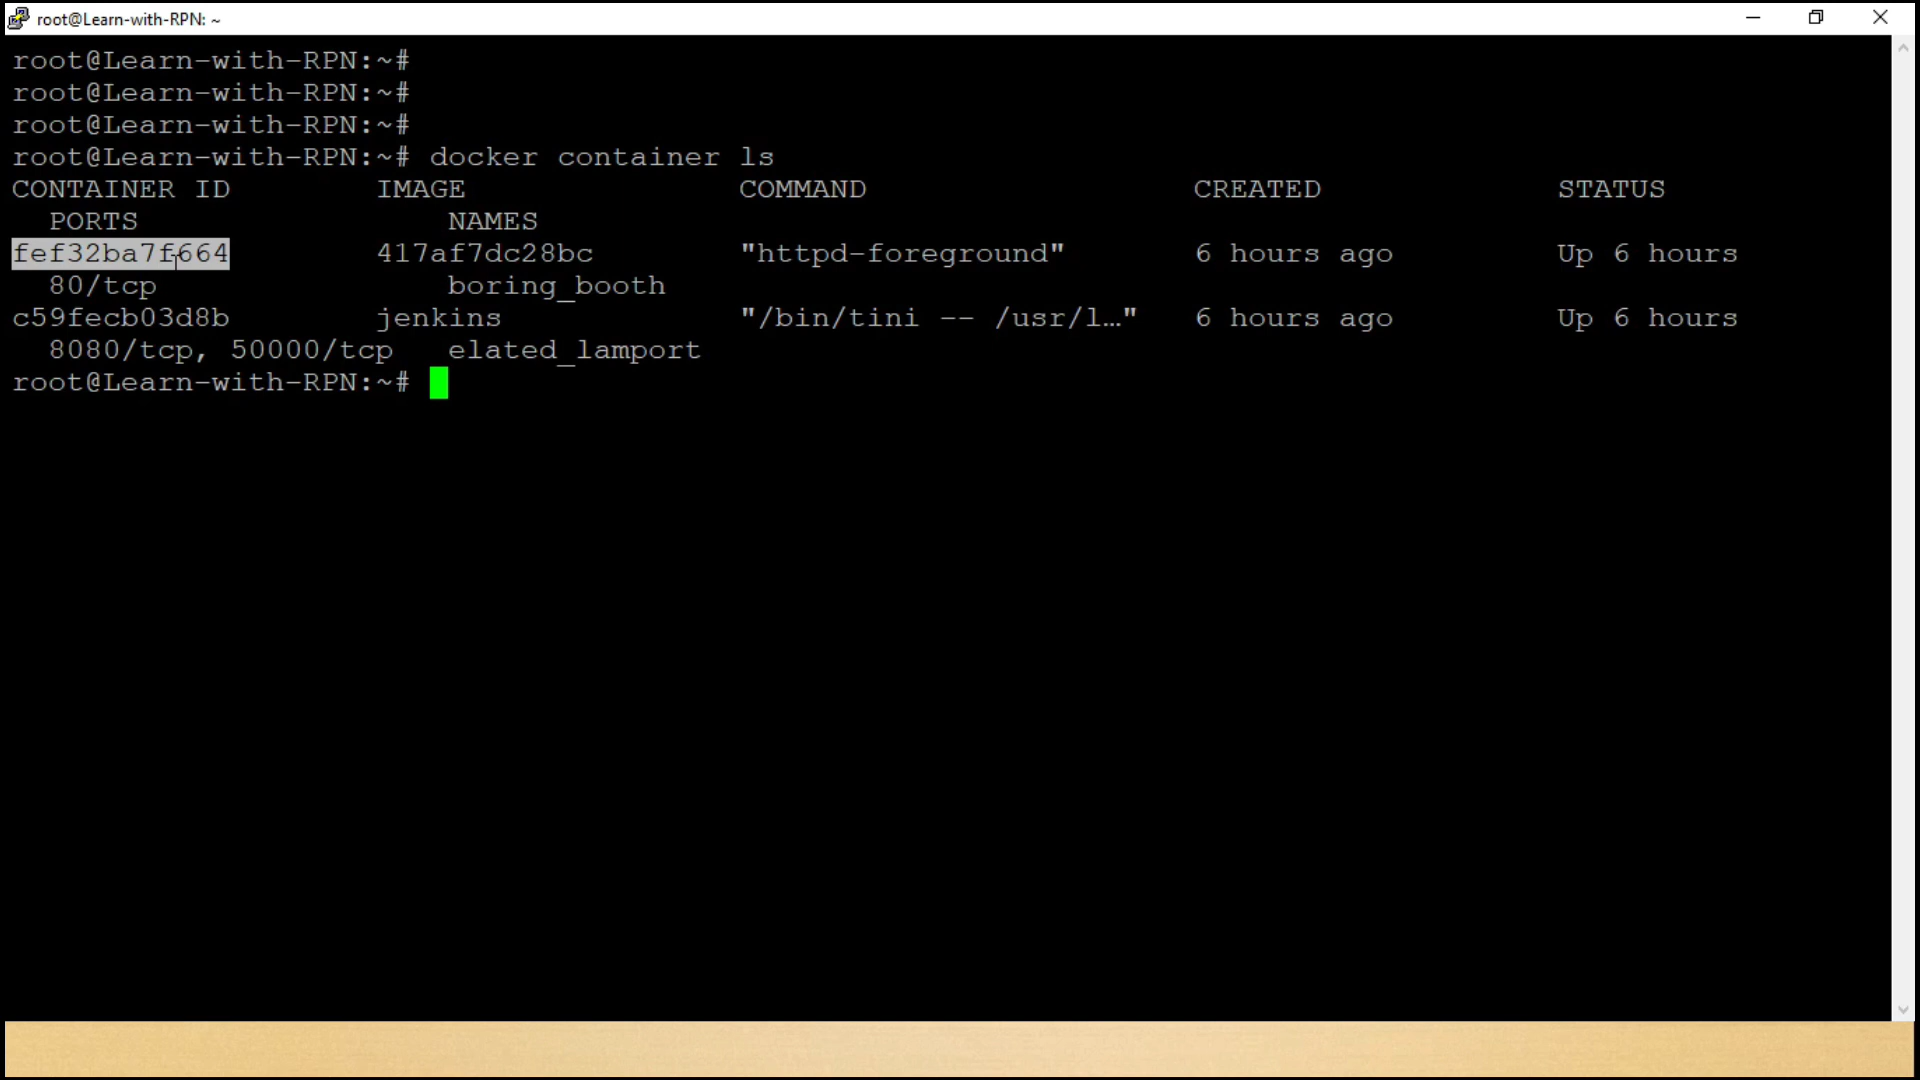 root@Learn-with-RPN: ~
root@Learn-with-RPN:~#
root@Learn-with-RPN:~#
root@Learn-with-RPN:~#
root@Learn-with-RPN:~# docker container ls
CONTAINER ID        IMAGE               COMMAND                  CREATED             STATUS
  PORTS                 NAMES
fef32ba7f664        417af7dc28bc        "httpd-foreground"       6 hours ago         Up 6 hours
  80/tcp                boring_booth
c59fecb03d8b        jenkins             "/bin/tini -- /usr/l…"   6 hours ago         Up 6 hours
  8080/tcp, 50000/tcp   elated_lamport
root@Learn-with-RPN:~#